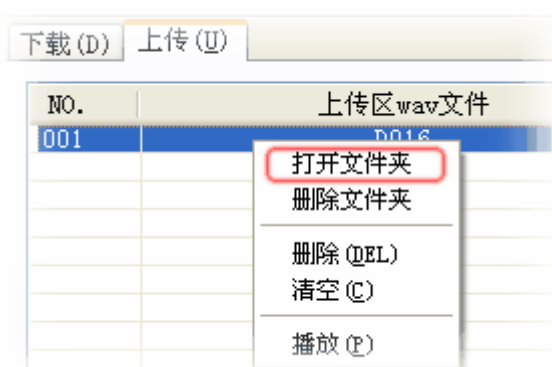 下载(D) 上传(U)
NO. 上传区wav文件
001 D016
打开文件夹
删除文件夹
删除(DEL)
清空(C)
播放(P)